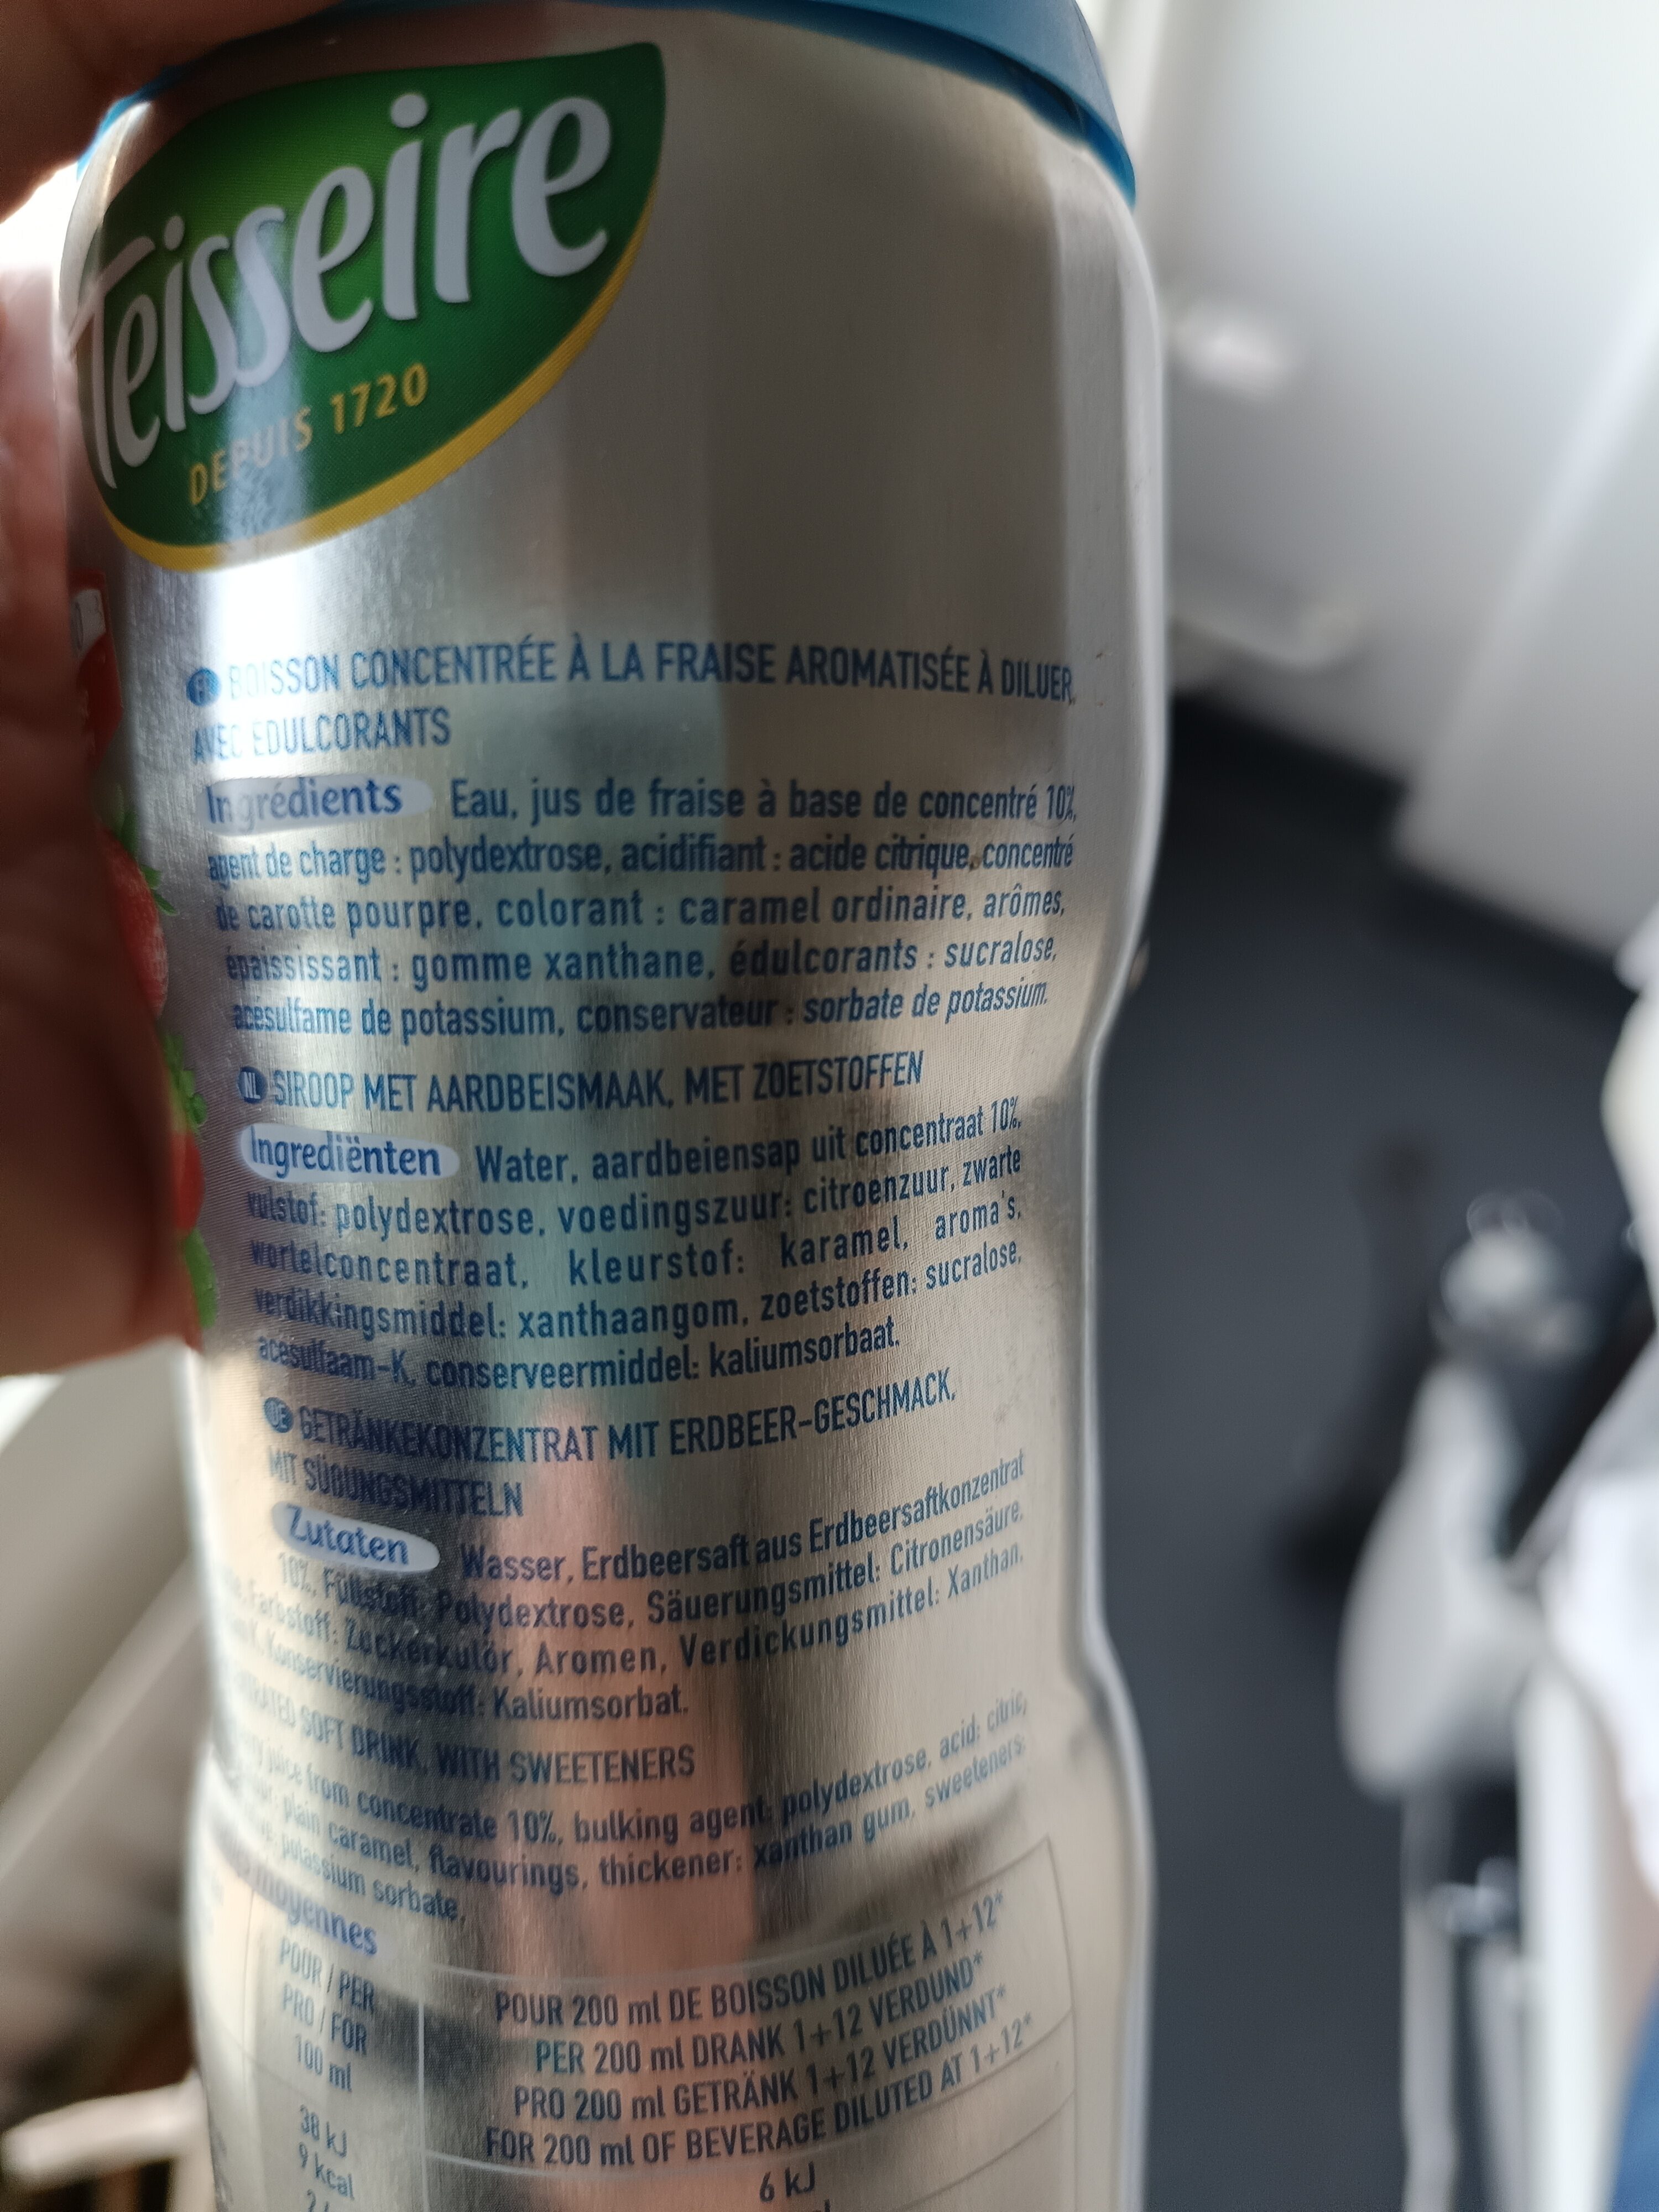 Teisseire
DEPUIS 1720
FR BOISSON CONCENTRÉE À LA FRAISE AROMATISÉE À DILUER,
AVEC ÉDULCORANTS
Ingrédients Eau, jus de fraise à base de concentré 10%,
agent de charge : polydextrose, acidifiant : acide citrique, concentré
de carotte pourpre, colorant : caramel ordinaire, arômes,
épaississant : gomme xanthane, édulcorants : sucralose,
acésulfame de potassium, conservateur : sorbate de potassium.
NL SIROOP MET AARDBEISMAAK, MET ZOETSTOFFEN
Ingrediënten Water, aardbeiensap uit concentraat 10%,
vulstof: polydextrose, voedingszuur: citroenzuur, zwarte
wortelconcentraat, kleurstof: karamel, aroma's,
verdikkingsmiddel: xanthaangom, zoetstoffen: sucralose,
acesulfaam-K, conserveermiddel: kaliumsorbaat.
DE GETRÄNKEKONZENTRAT MIT ERDBEER-GESCHMACK,
MIT SÜßUNGSMITTELN
Zutaten Wasser, Erdbeersaft aus Erdbeersaftkonzentrat
10%, Füllstoff: Polydextrose, Säuerungsmittel: Citronensäure,
Farbstoff: Zuckerkulör, Aromen, Verdickungsmittel: Xanthan,
Konservierungsstoff: Kaliumsorbat.
SOFT DRINK, WITH SWEETENERS
juice from concentrate 10%, bulking agent: polydextrose, acid: citric,
plain caramel, flavourings, thickener: xanthan gum, sweeteners:
potassium sorbate.
moyennes
POUR / PER
PRO / FOR
100 ml
POUR 200 ml DE BOISSON DILUÉE À 1+12*
PER 200 ml DRANK 1+12 VERDUND*
PRO 200 ml GETRÄNK 1+12 VERDÜNNT*
FOR 200 ml OF BEVERAGE DILUTED AT 1+12*
38 kJ
9 kcal
6 kJ